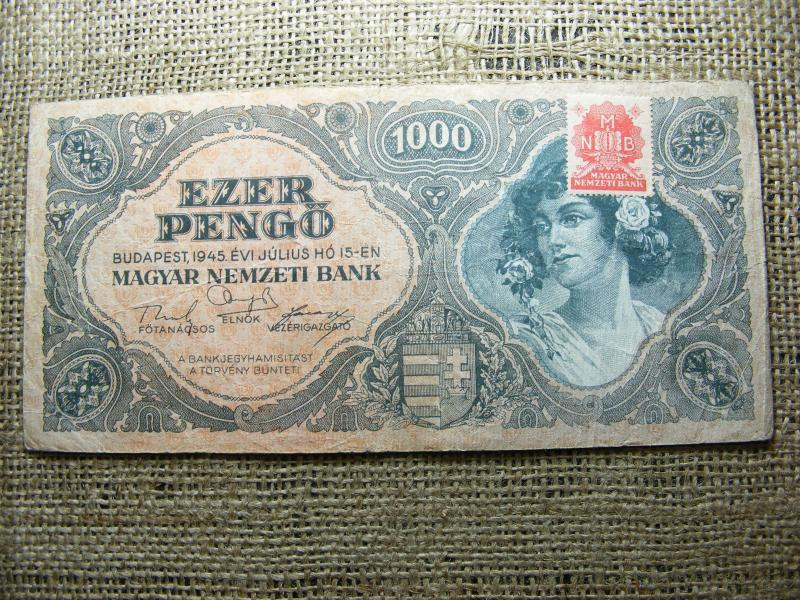 1000
EZER
PENGŐ
BUDAPEST, 1945. ÉVI JÚLIUS HÓ 15-ÉN
MAGYAR NEMZETI BANK
FŐTANÁCSOS
ELNÖK
VEZÉRIGAZGATÓ
A BANKJEGYHAMISITÁST
A TÖRVÉNY BÜNTETI
M
N B
MAGYAR
NEMZETI BANK